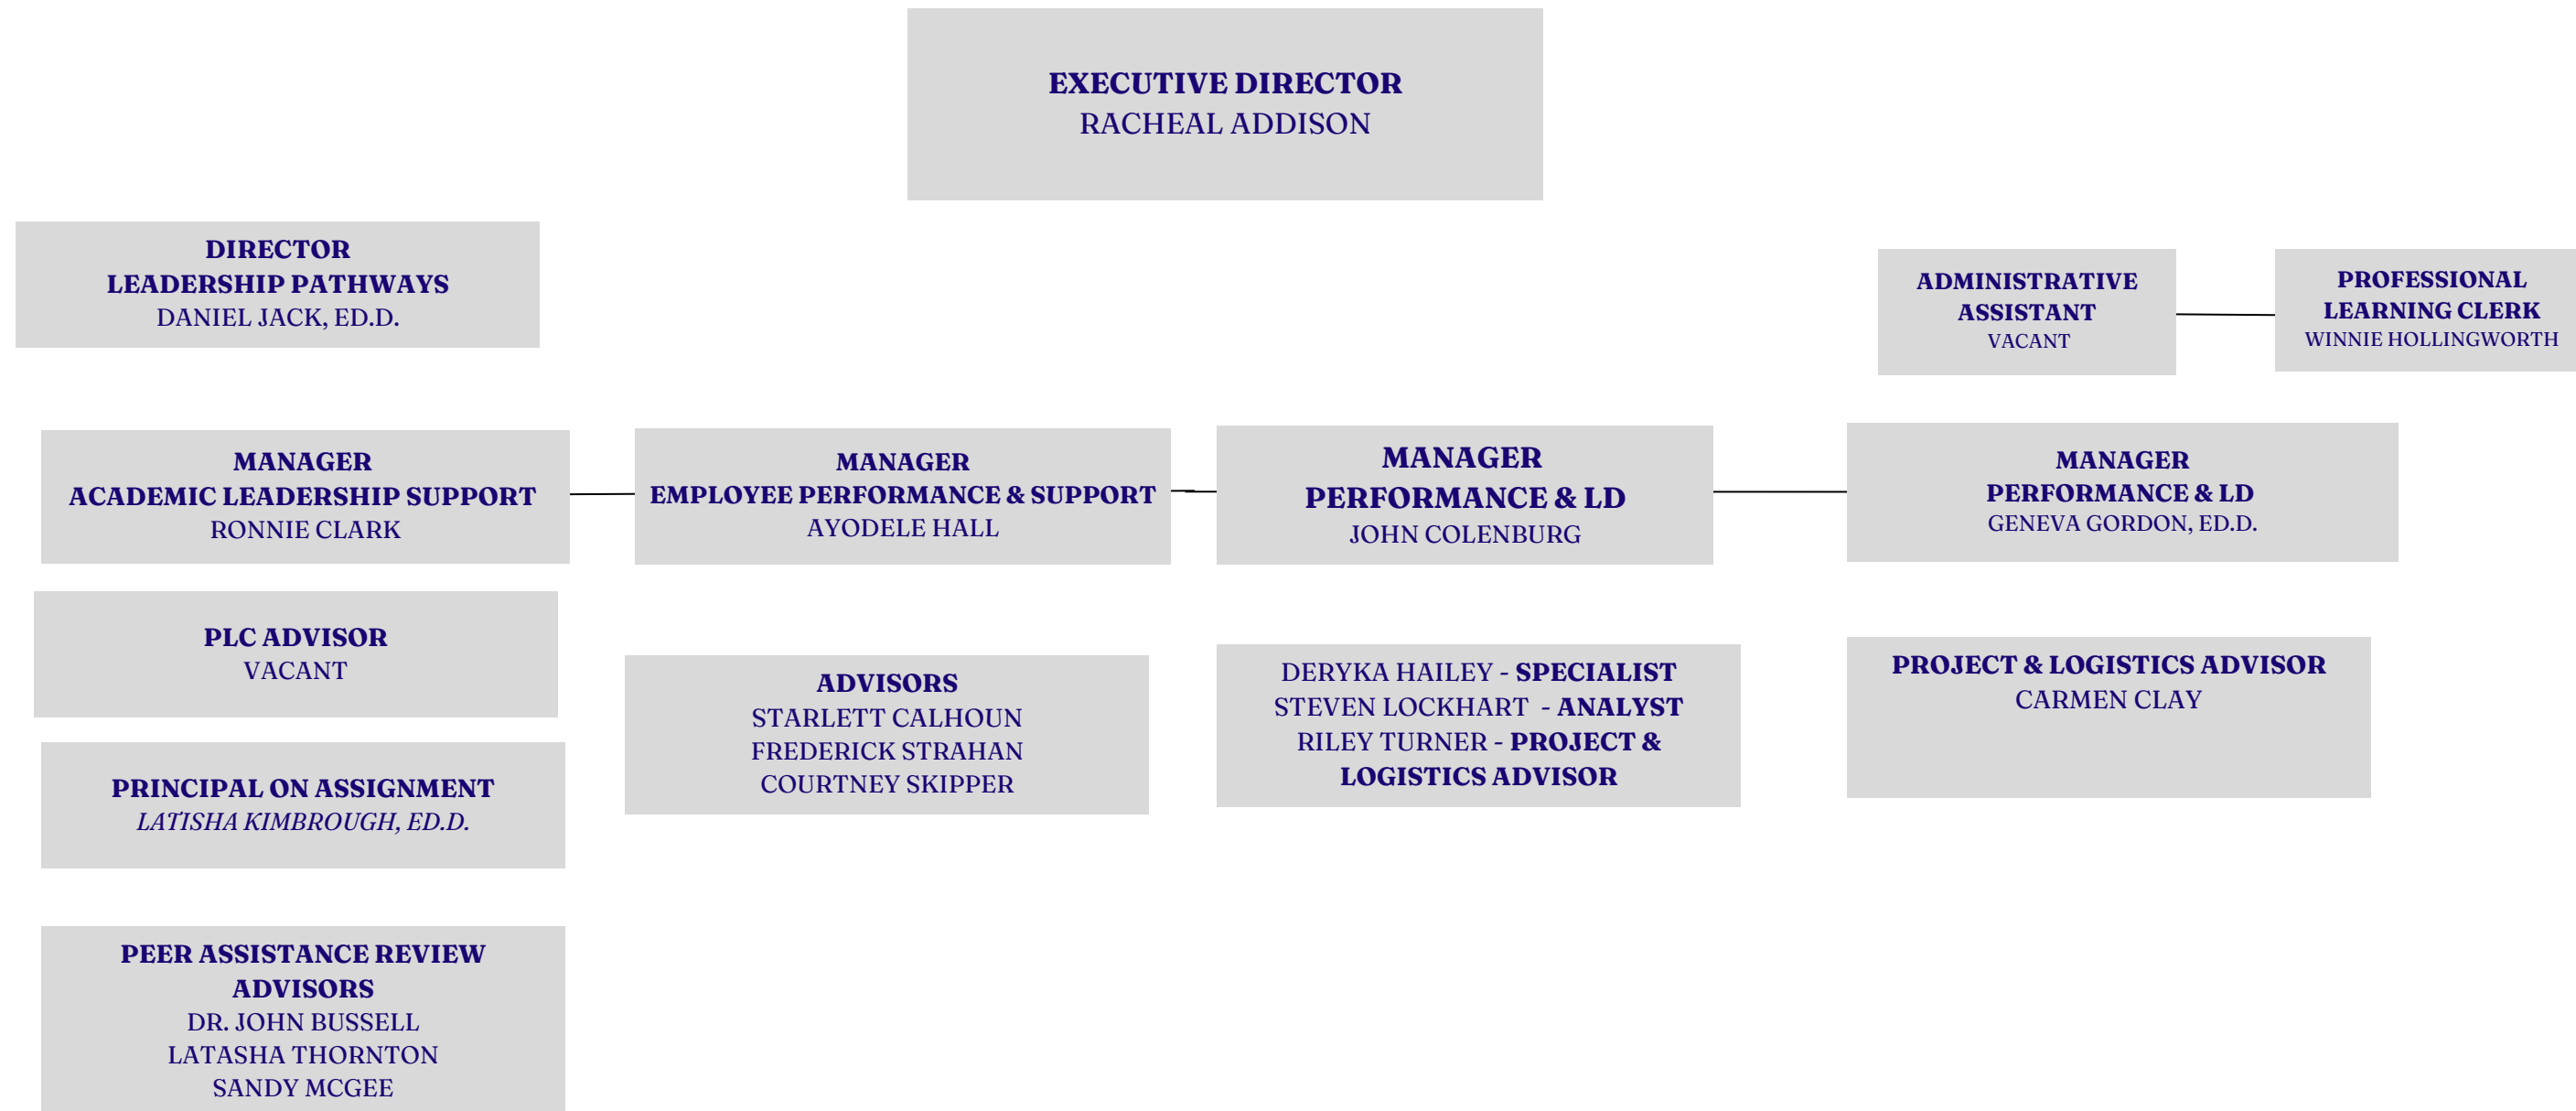 EXECUTIVE DIRECTOR
RACHEAL ADDISON
DIRECTOR
LEADERSHIP PATHWAYS
DANIEL JACK, ED.D.
ADMINISTRATIVE
ASSISTANT
VACANT
PROFESSIONAL
LEARNING CLERK
WINNIE HOLLINGWORTH
MANAGER
ACADEMIC LEADERSHIP SUPPORT
RONNIE CLARK
MANAGER
EMPLOYEE PERFORMANCE & SUPPORT
AYODELE HALL
MANAGER
PERFORMANCE & LD
JOHN COLENBURG
MANAGER
PERFORMANCE & LD
GENEVA GORDON, ED.D.
PLC ADVISOR
VACANT
ADVISORS
STARLETT CALHOUN
FREDERICK STRAHAN
COURTNEY SKIPPER
DERYKA HAILEY - SPECIALIST
STEVEN LOCKHART - ANALYST
RILEY TURNER - PROJECT &
LOGISTICS ADVISOR
PROJECT & LOGISTICS ADVISOR
CARMEN CLAY
PRINCIPAL ON ASSIGNMENT
LATISHA KIMBROUGH, ED.D.
PEER ASSISTANCE REVIEW
ADVISORS
DR. JOHN BUSSELL
LATASHA THORNTON
SANDY MCGEE